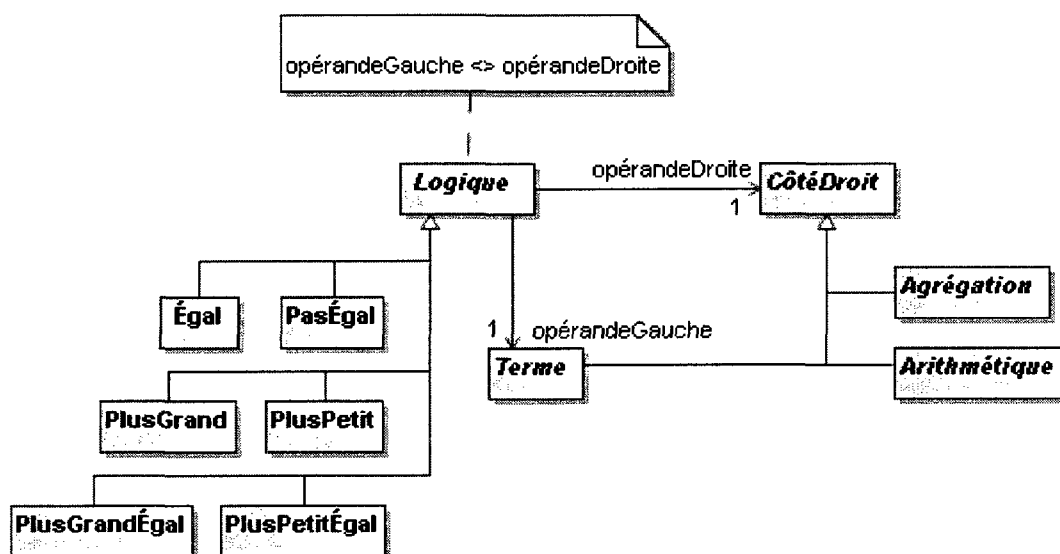 opérandeGauche <> opérandeDroite
Logique
opérandeDroite
1
CôtéDroit
Égal
PasÉgal
1
opérandeGauche
Agrégation
Terme
Arithmétique
PlusGrand
PlusPetit
PlusGrandÉgal
PlusPetitÉgal